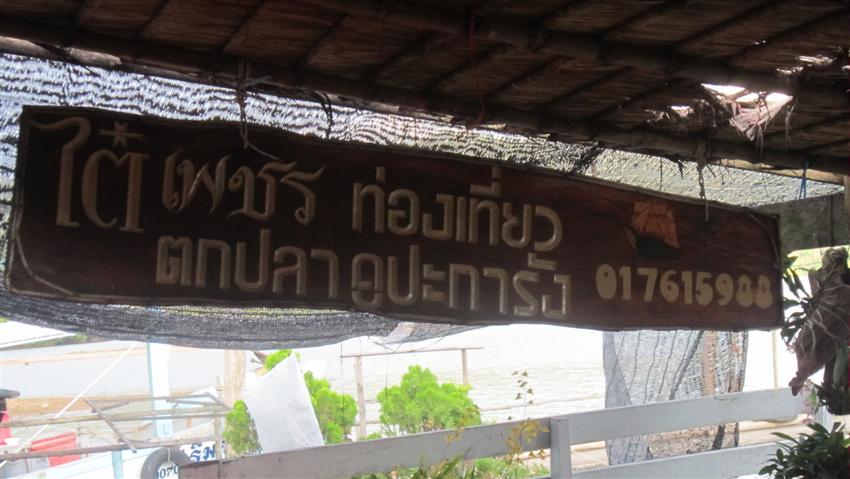 ไต๋ เพชร ท่องเที่ยว
ตกปลา ดูปะการัง 017615988